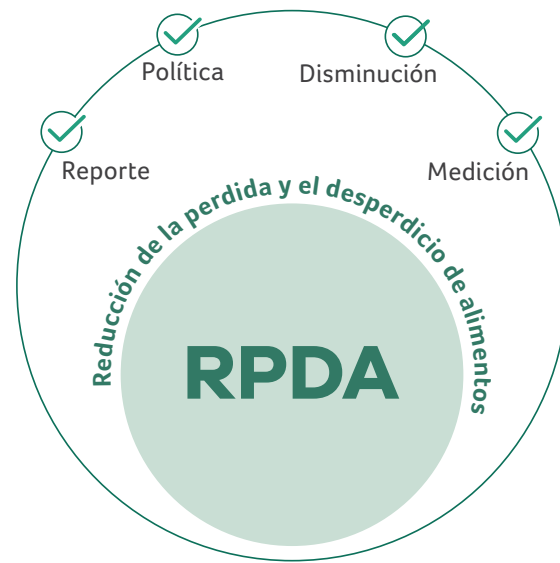 Política
Disminución
Reporte
Medición
Reducción de la perdida y el desperdicio de alimentos
RPDA